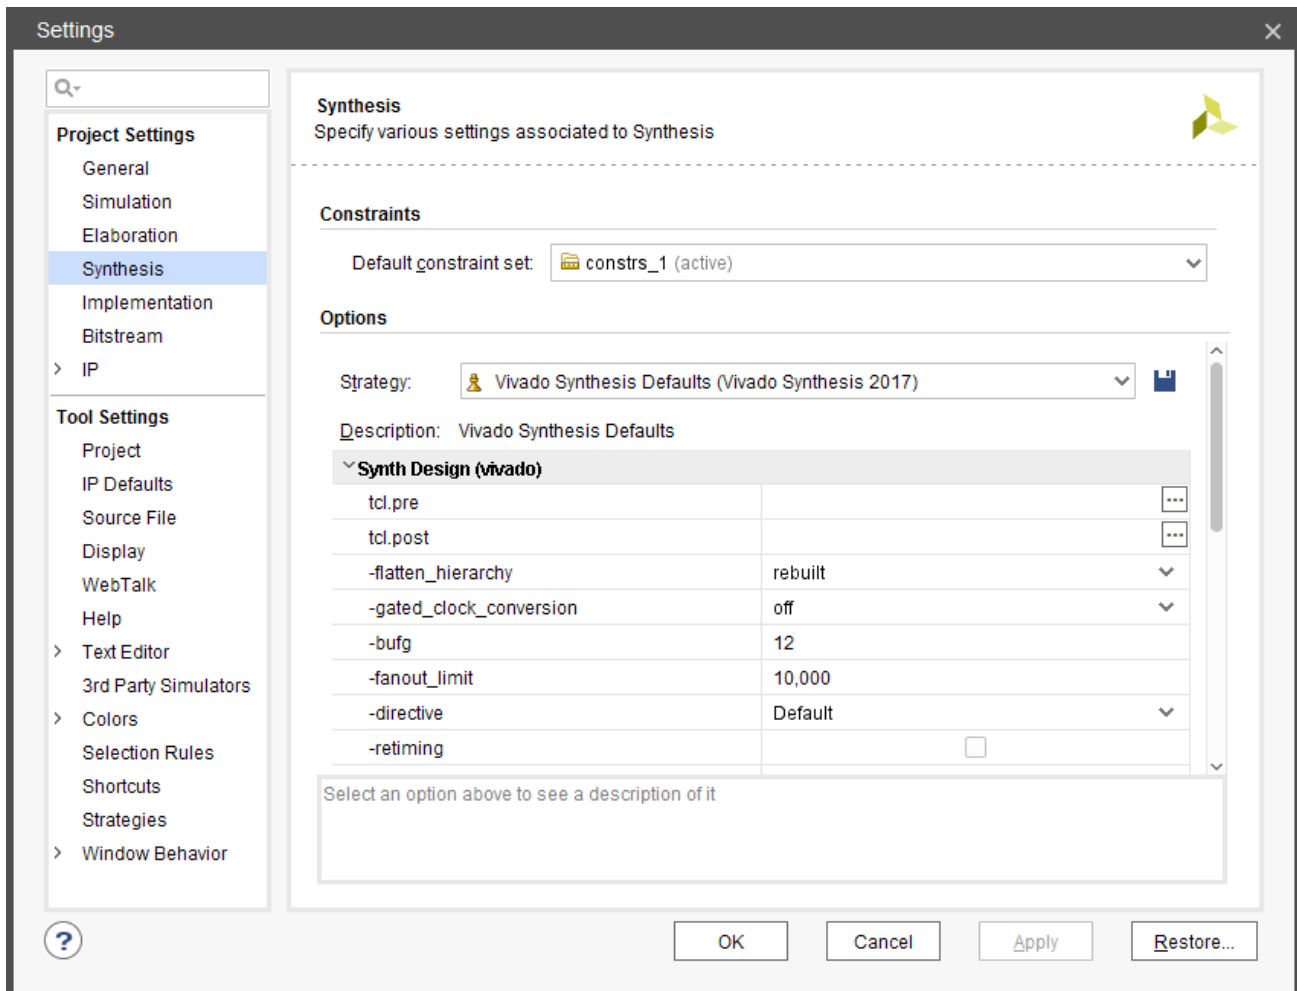 Settings
Project Settings
General
Simulation
Elaboration
Synthesis
Implementation
Bitstream
IP
Tool Settings
Project
IP Defaults
Source File
Display
WebTalk
Help
Text Editor
3rd Party Simulators
Colors
Selection Rules
Shortcuts
Strategies
Window Behavior
Synthesis
Specify various settings associated to Synthesis
Constraints
Default constraint set: constrs_1 (active)
Options
Strategy: Vivado Synthesis Defaults (Vivado Synthesis 2017)
Description: Vivado Synthesis Defaults
Synth Design (vivado)
tcl.pre
tcl.post
-flatten_hierarchy rebuilt
-gated_clock_conversion off
-bufg 12
-fanout_limit 10,000
-directive Default
-retiming
Select an option above to see a description of it
? OK Cancel Apply Restore...